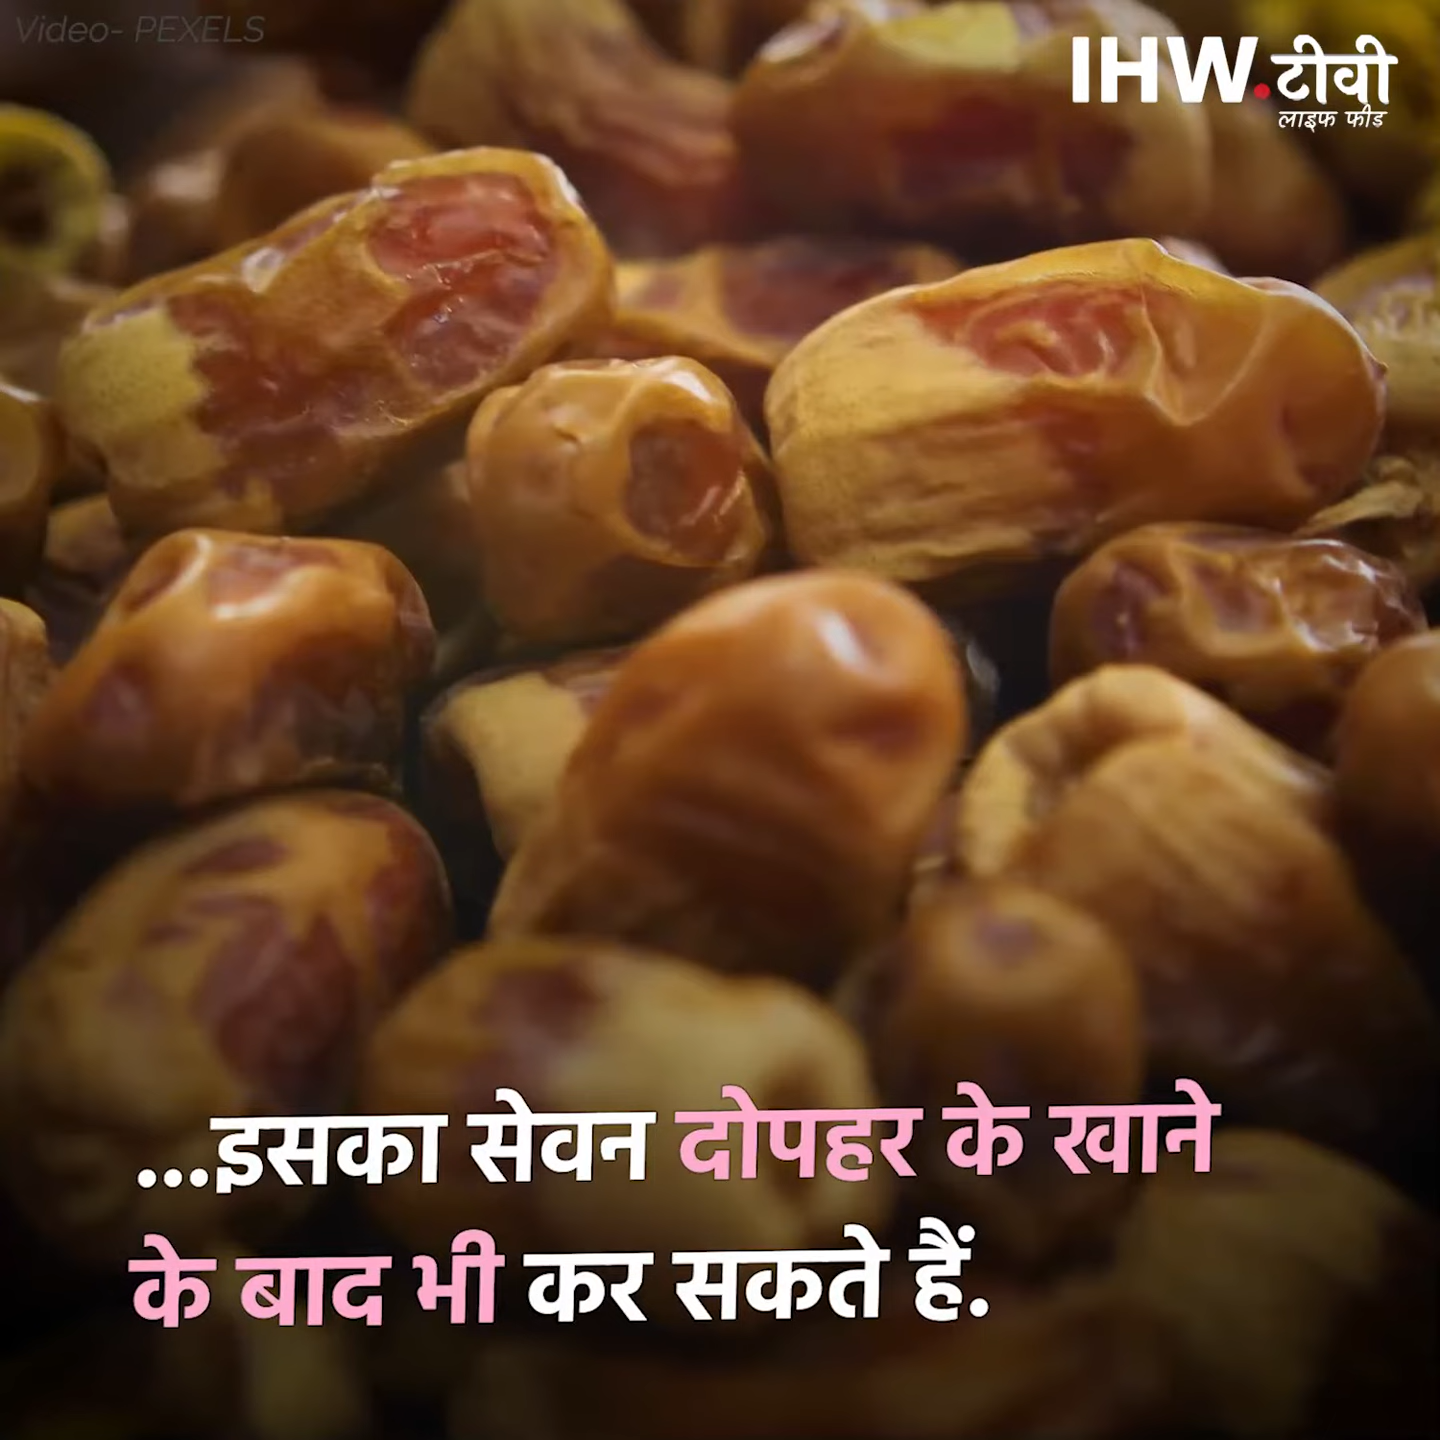 Video- PEXELS
IHW.टीवी
लाइफ फीड
...इसका सेवन दोपहर के खाने
के बाद भी कर सकते हैं.